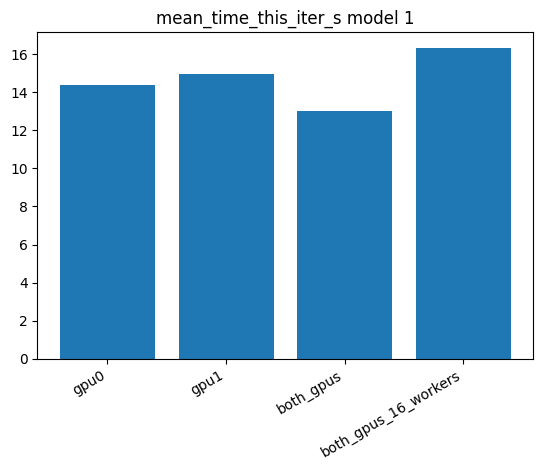 mean_time_this_iter_s model 1
16
14
12
10
8
6
4
2
0
gpu0
gpu1
both_gpus
both_gpus_16_workers